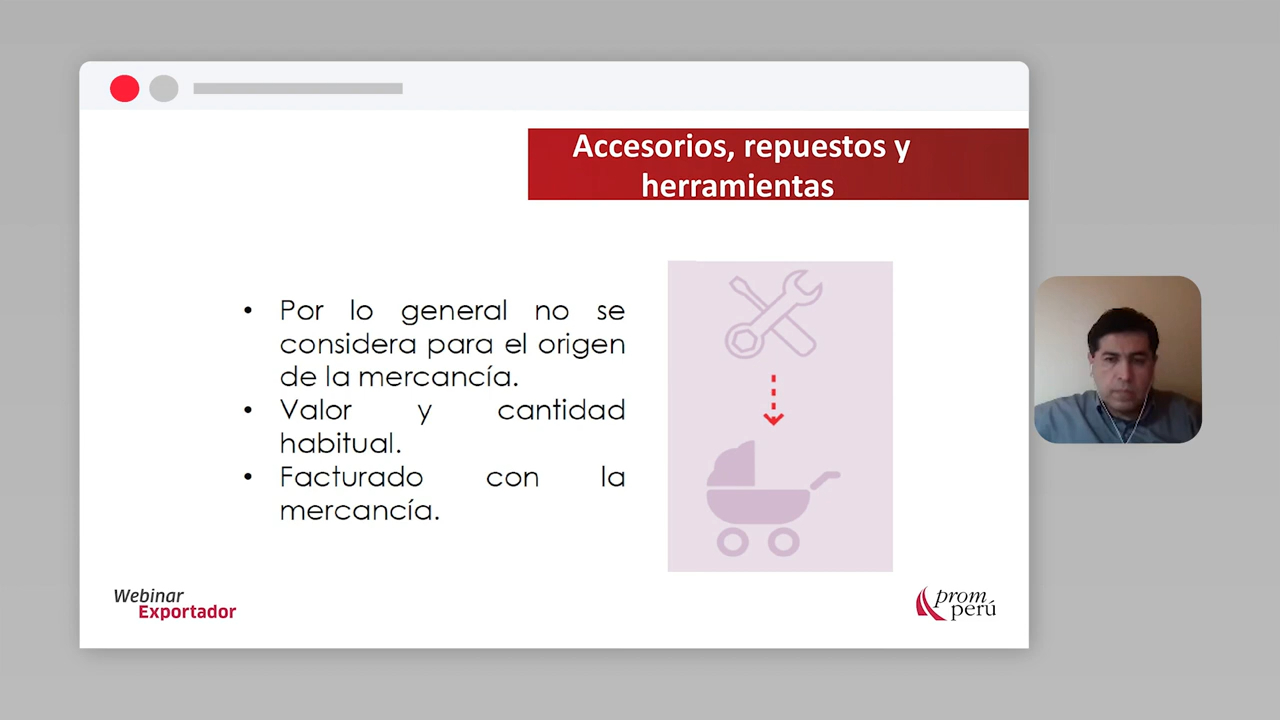 Accesorios, repuestos y
herramientas
• Por lo general no se
considera para el origen
de la mercancía.
• Valor y cantidad
habitual.
• Facturado con la
mercancía.
Webinar
Exportador
prom
perú